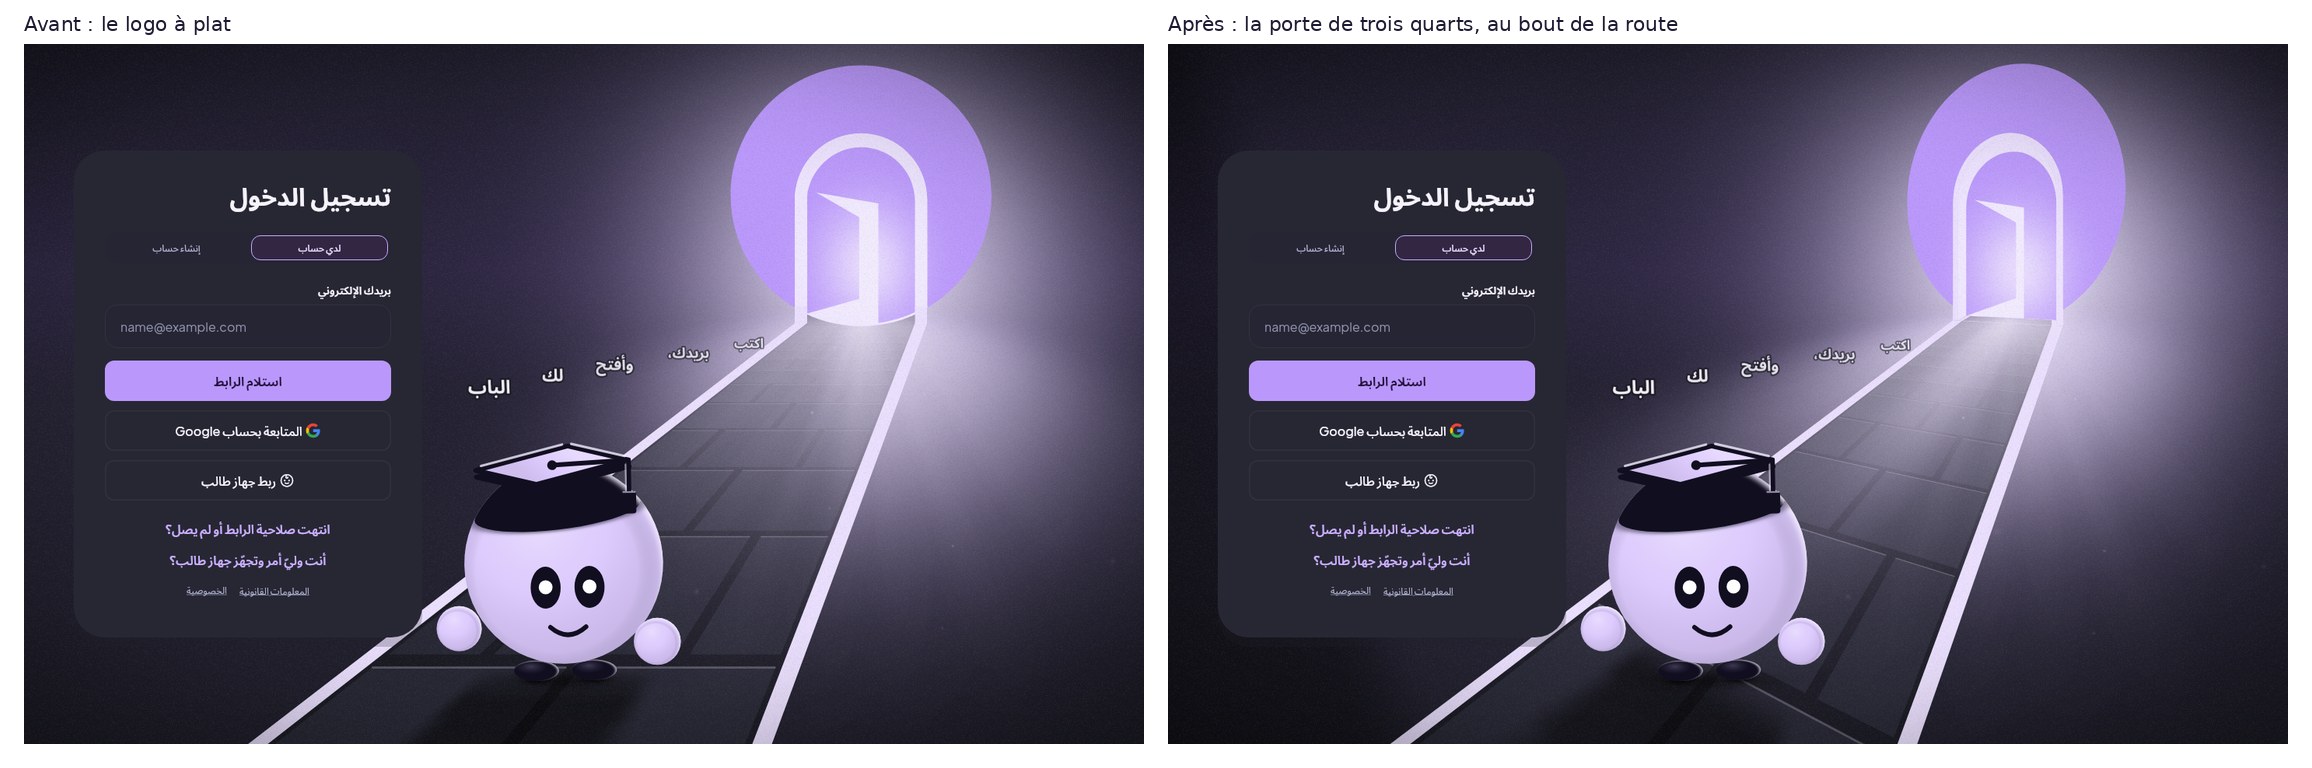 Avant : le logo à plat
تسجيل الدخول
لدي حساب
إنشاء حساب
بريدك الإلكتروني
name@example.com
استلام الرابط
المتابعة بحساب Google
ربط جهاز طالب
انتهت صلاحية الرابط أو لم يصل؟
أنت وليّ أمر وتجهّز جهاز طالب؟
المعلومات القانونية
الخصوصية
اكتب بريدك، وأفتح لك الباب
Après : la porte de trois quarts, au bout de la route
تسجيل الدخول
لدي حساب
إنشاء حساب
بريدك الإلكتروني
name@example.com
استلام الرابط
المتابعة بحساب Google
ربط جهاز طالب
انتهت صلاحية الرابط أو لم يصل؟
أنت وليّ أمر وتجهّز جهاز طالب؟
المعلومات القانونية
الخصوصية
اكتب بريدك، وأفتح لك الباب